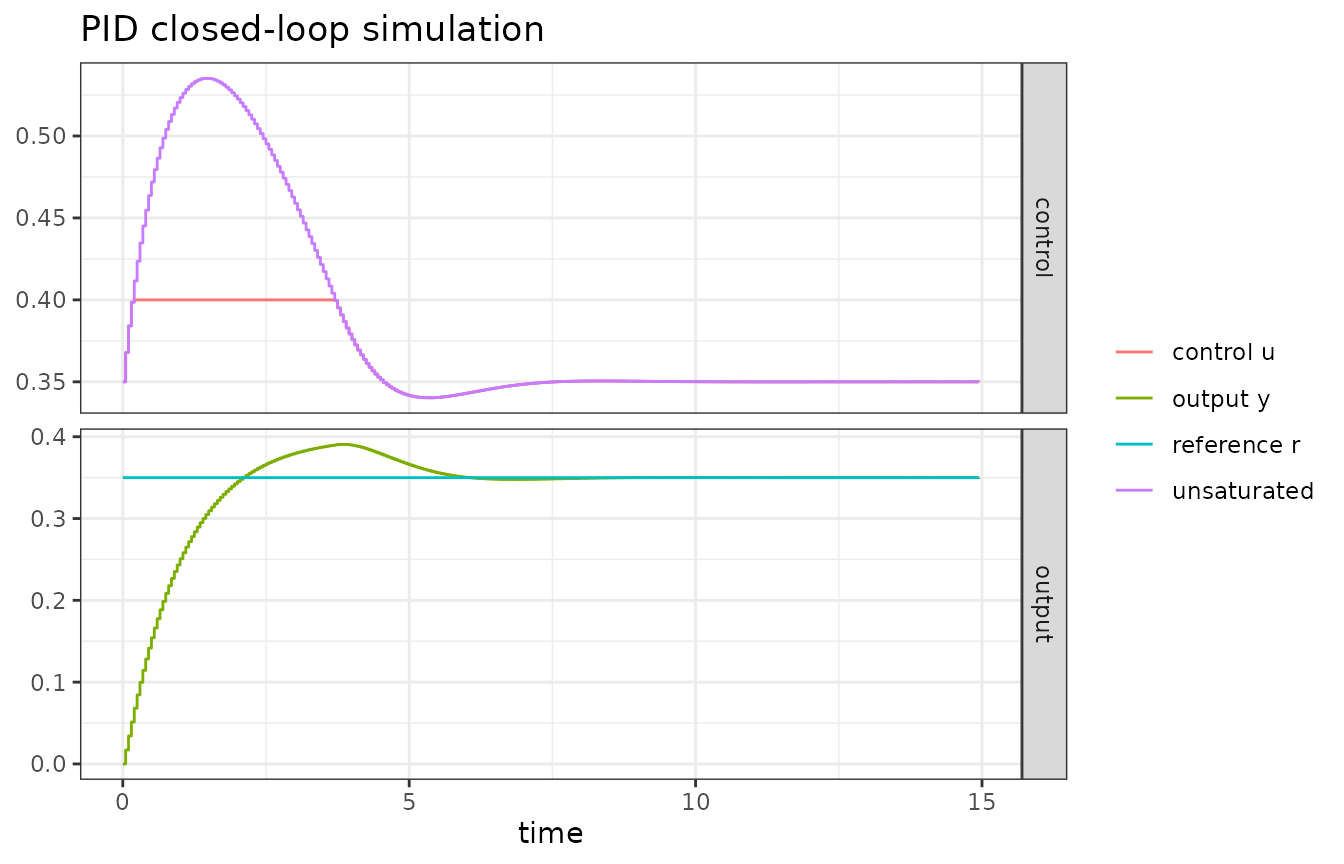 PID closed-loop simulation
0.50
0.45
0.40
0.35
control
0.4
0.3
0.2
0.1
0.0
output
0 5 10 15
time
control u
output y
reference r
unsaturated